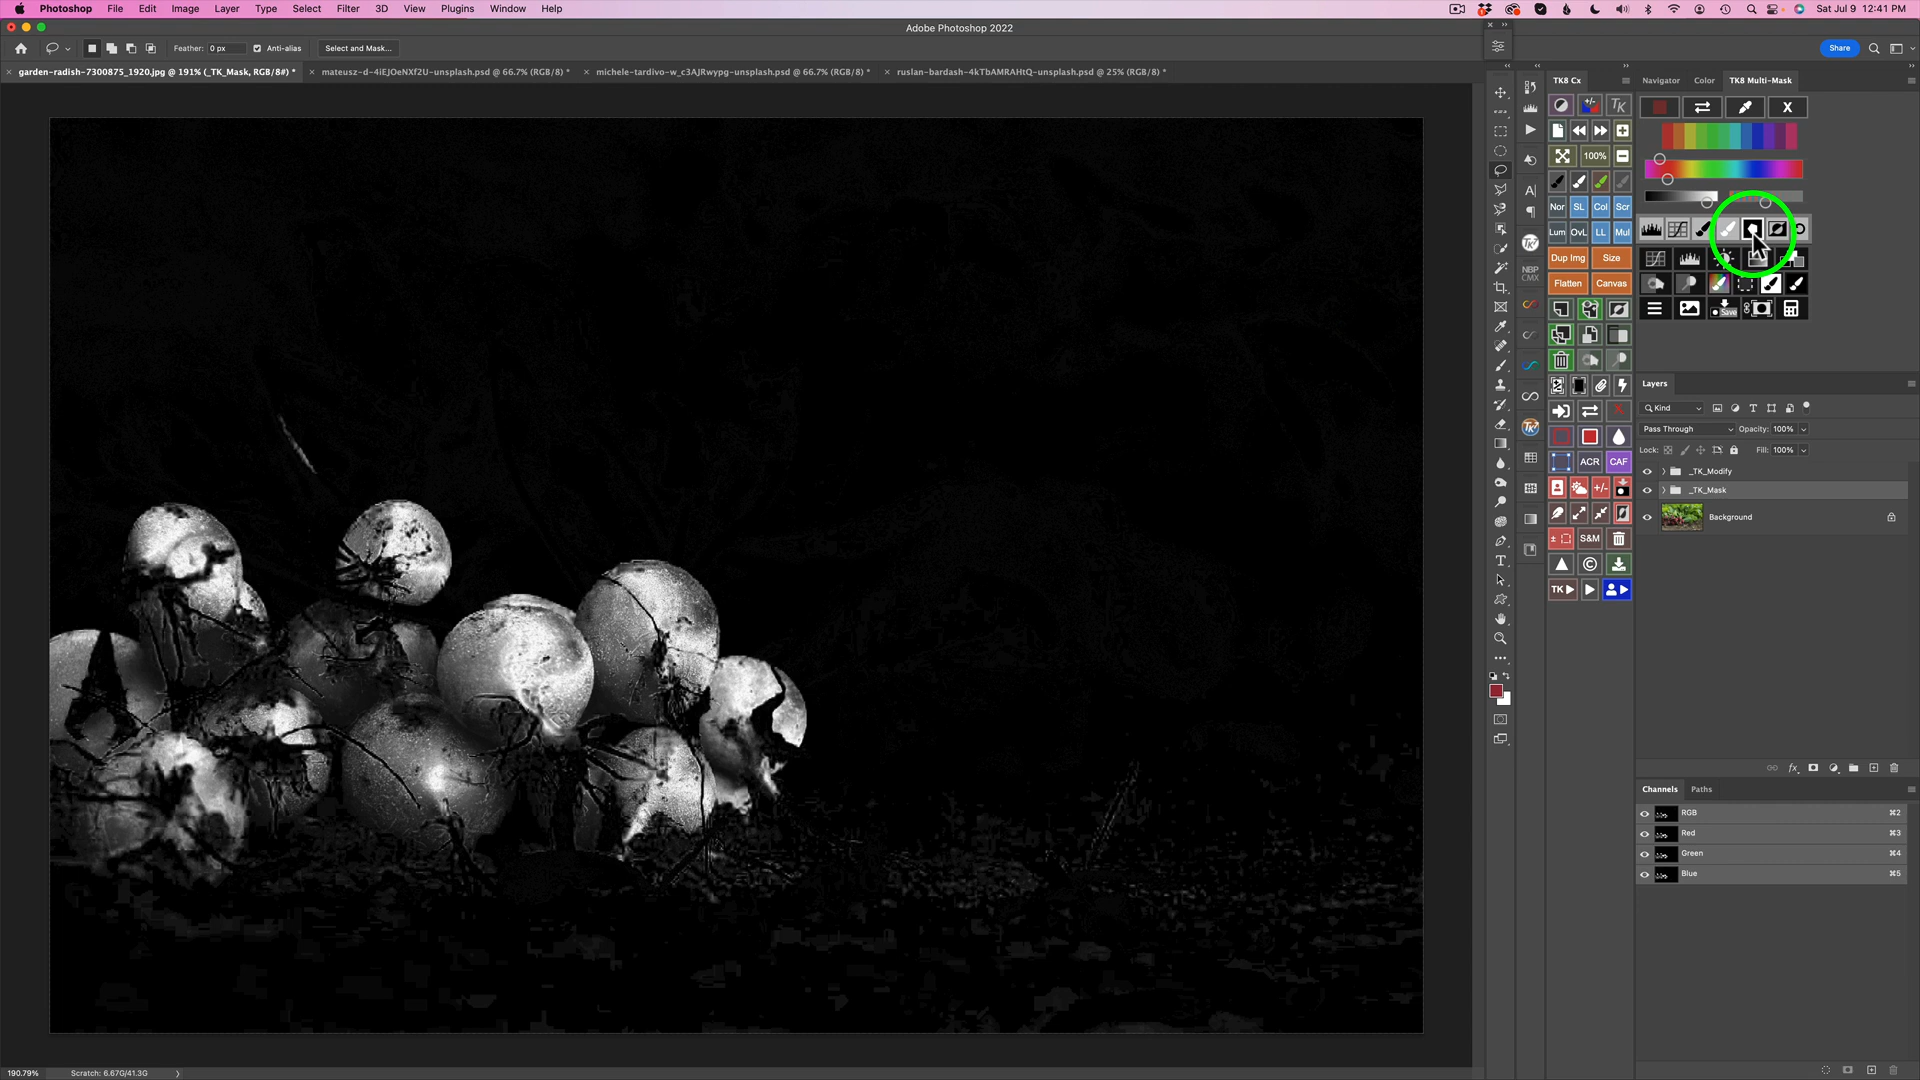 Photoshop File Edit Image Layer Type Select Filter 3D View Plugins Window Help Sat Jul 9 12:41 PM
Adobe Photoshop 2022
Feather: 0 px Anti-alias Select and Mask... Share
garden-radish-7300875_1920.jpg @ 191% (_TK_Mask, RGB/8#) * mateusz-d-4iEJOeNXf2U-unsplash.psd @ 66.7% (RGB/8) * michele-tardivo-w_c3AJRwypg-unsplash.psd @ 66.7% (RGB/8) * ruslan-bardash-4kTbAMRAHtQ-unsplash.psd @ 25% (RGB/8) *
TK8 Cx Navigator Color TK8 Multi-Mask
+/- TK X
100%
Nor SL Col Scr
Lum OvL LL Mul
Dup Img Size
Flatten Canvas
Save
NBP
CMX
TK
Layers
Kind
Pass Through Opacity: 100%
Lock: Fill: 100%
ACR CAF
_TK_Modify
_TK_Mask
+/-
Background
S&M
TK
fx
Channels Paths
RGB ⌘2
Red ⌘3
Green ⌘4
Blue ⌘5
190.79% Scratch: 6.67G/41.3G